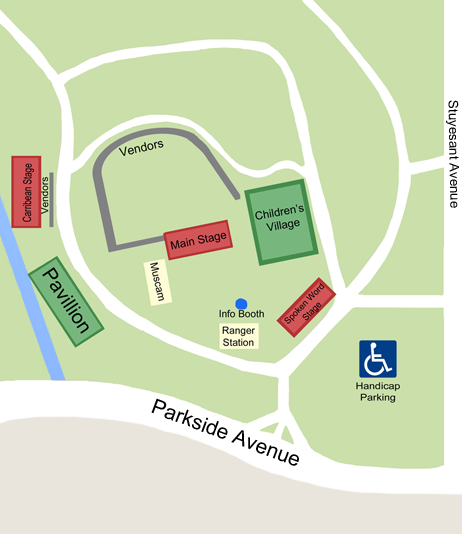 Stuyesant Avenue
Vendors
Carribean Stage
Vendors
Children's
Village
Main Stage
Muscam
Pavillion
Spoken Word
Stage
Info Booth
Ranger
Station
Handicap
Parking
Parkside Avenue